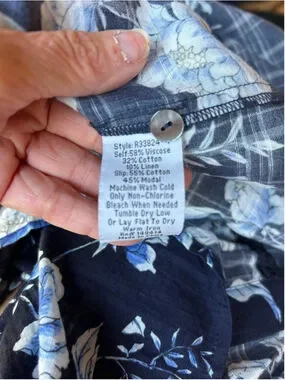 Style: R33824
Self:58% Viscose
32% Cotton
10% Linen
Slip: 55% Cotton
45% Modal
Machine Wash Cold
Only Non-Chlorine
Bleach When Needed
Tumble Dry Low
Or Lay Flat To Dry
Warm Iron